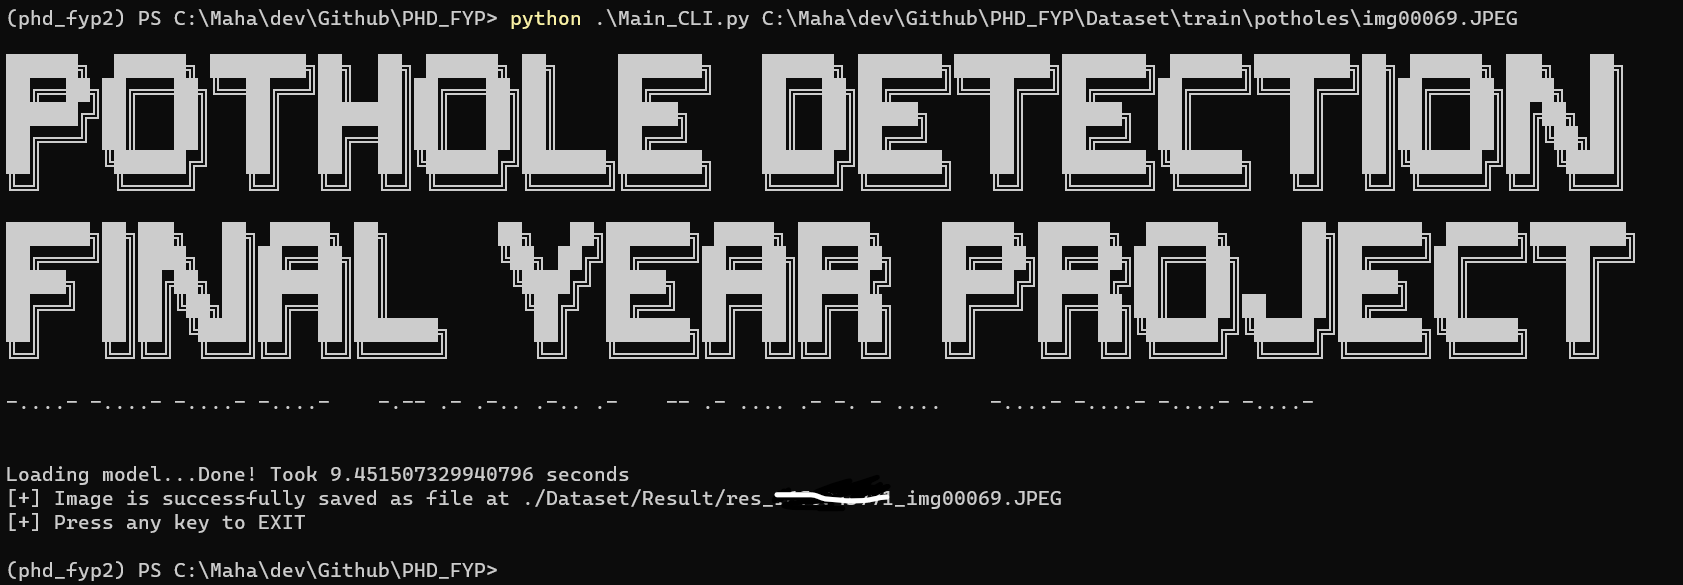 (phd_fyp2) PS C:\Maha\dev\Github\PHD_FYP> python .\Main_CLI.py C:\Maha\dev\Github\PHD_FYP\Dataset\train\potholes\img00069.JPEG
POTHOLE DETECTION
FINAL YEAR PROJECT
-....- -....- -....- -....- -.-- .- .-.. .-.. .- -- .- .... .- -. - .... -....- -....- -....- -....-
Loading model...Done! Took 9.451507329940796 seconds
[+] Image is successfully saved as file at ./Dataset/Result/res_ _img00069.JPEG
[+] Press any key to EXIT
(phd_fyp2) PS C:\Maha\dev\Github\PHD_FYP>